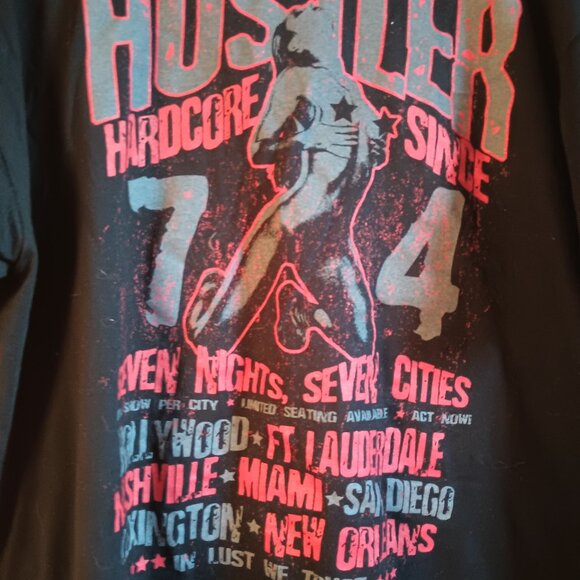 HUSTLER
HARDCORE SINCE
7 4
SEVEN NIGHTS, SEVEN CITIES
SHOW PER CITY ★ LIMITED SEATING AVAILABLE ★ ACT NOW!
HOLLYWOOD ★ FT LAUDERDALE
NASHVILLE ★ MIAMI ★ SAN DIEGO
LEXINGTON ★ NEW ORLEANS
★★ IN LUST WE TRUST ★